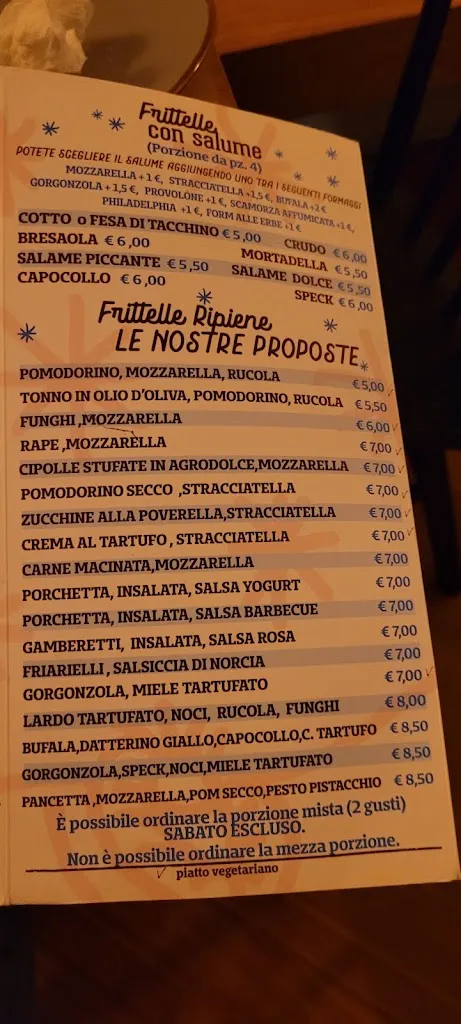 Frittelle
con salume
(Porzione da pz. 4)
POTETE SCEGLIERE IL SALUME AGGIUNGENDO UNO TRA I SEGUENTI FORMAGGI
MOZZARELLA + 1 €, STRACCIATELLA +1,5 €, BUFALA +2 €
GORGONZOLA + 1,5 €, PROVOLONE +1 €, SCAMORZA AFFUMICATA +1 €,
PHILADELPHIA +1 €, FORM ALLE ERBE +1 €
COTTO o FESA DI TACCHINO € 5,00 CRUDO € 6,00
BRESAOLA € 6,00 MORTADELLA € 5,50
SALAME PICCANTE € 5,50 SALAME DOLCE € 5,50
CAPOCOLLO € 6,00 SPECK € 6,00
Frittelle Ripiene
LE NOSTRE PROPOSTE
POMODORINO, MOZZARELLA, RUCOLA € 5,00 ✓
TONNO IN OLIO D'OLIVA, POMODORINO, RUCOLA € 5,50
FUNGHI ,MOZZARELLA € 6,00 ✓
RAPE ,MOZZARELLA € 7,00 ✓
CIPOLLE STUFATE IN AGRODOLCE,MOZZARELLA € 7,00 ✓
POMODORINO SECCO ,STRACCIATELLA € 7,00 ✓
ZUCCHINE ALLA POVERELLA,STRACCIATELLA € 7,00 ✓
CREMA AL TARTUFO , STRACCIATELLA € 7,00 ✓
CARNE MACINATA,MOZZARELLA € 7,00
PORCHETTA, INSALATA, SALSA YOGURT € 7,00
PORCHETTA, INSALATA, SALSA BARBECUE € 7,00
GAMBERETTI, INSALATA, SALSA ROSA € 7,00
FRIARIELLI , SALSICCIA DI NORCIA € 7,00
GORGONZOLA, MIELE TARTUFATO € 7,00 ✓
LARDO TARTUFATO, NOCI, RUCOLA, FUNGHI € 8,00
BUFALA,DATTERINO GIALLO,CAPOCOLLO,C. TARTUFO € 8,50
GORGONZOLA,SPECK,NOCI,MIELE TARTUFATO € 8,50
PANCETTA ,MOZZARELLA,POM SECCO,PESTO PISTACCHIO € 8,50
È possibile ordinare la porzione mista (2 gusti)
SABATO ESCLUSO.
Non è possibile ordinare la mezza porzione.
✓ piatto vegetariano